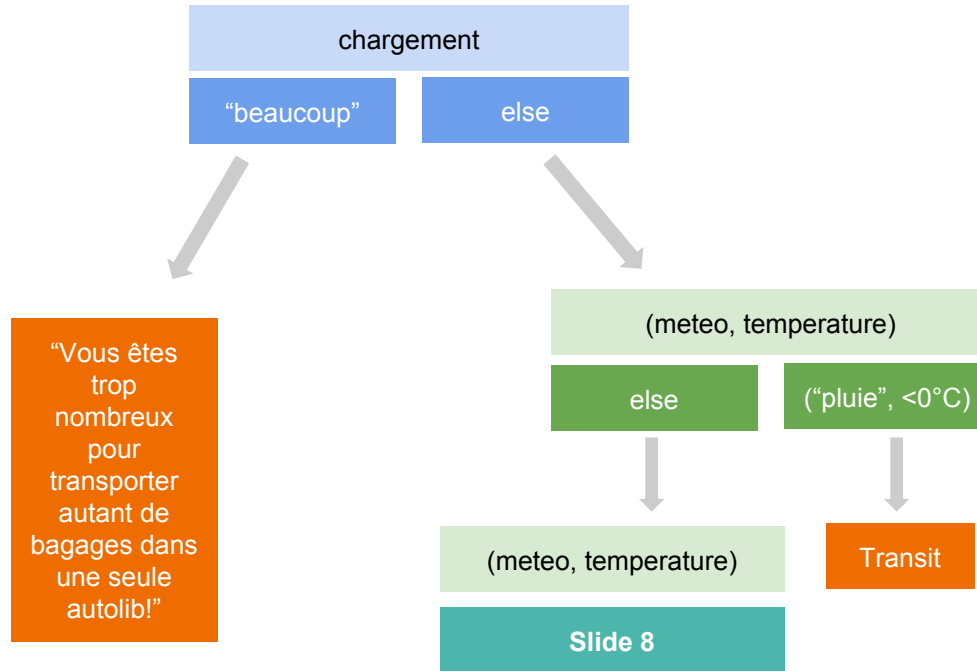 chargement
“beaucoup”
else
“Vous êtes
trop
nombreux
pour
transporter
autant de
bagages dans
une seule
autolib!”
(meteo, temperature)
else
(“pluie”, <0°C)
(meteo, temperature)
Slide 8
Transit